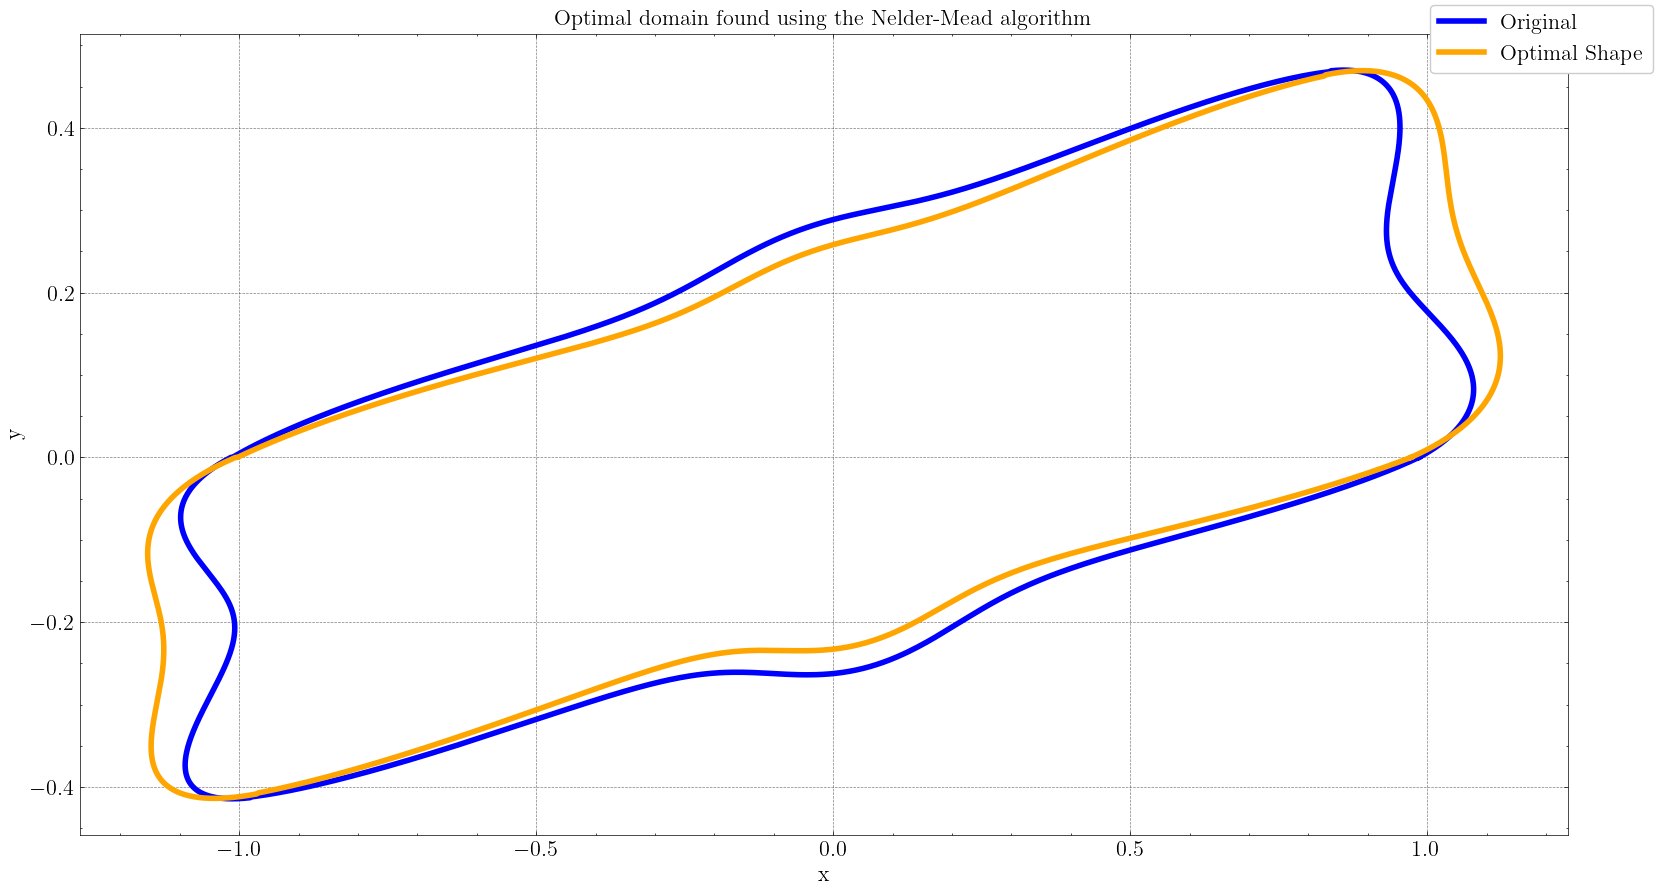 Optimal domain found using the Nelder-Mead algorithm
Original
Optimal Shape
0.4
0.2
0.0
−0.2
−0.4
y
−1.0
−0.5
0.0
0.5
1.0
x